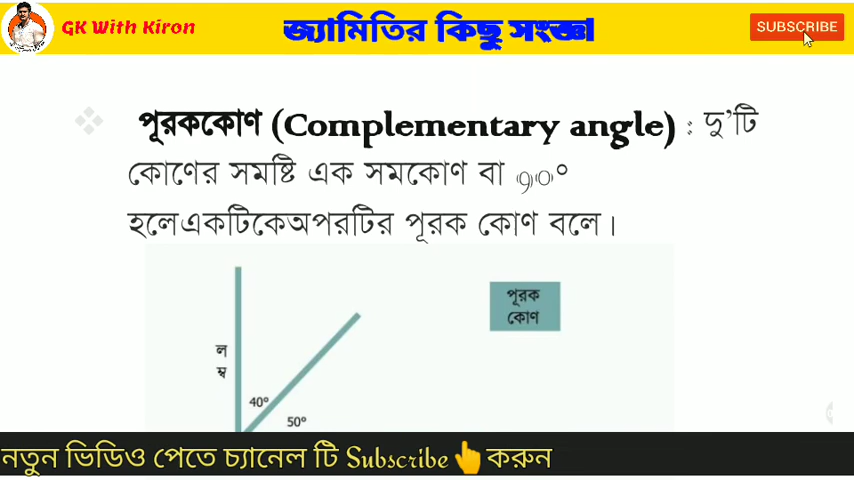 GK With Kiron
জ্যামিতির কিছু সংজ্ঞা
SUBSCRIBE
পূরককোণ (Complementary angle) : দু'টি
কোণের সমষ্টি এক সমকোণ বা 90°
হলেএকটিকেঅপরটির পূরক কোণ বলে।
পূরক
কোণ
ল
ম্ব
40°
50°
নতুন ভিডিও পেতে চ্যানেল টি Subscribe👆করুন